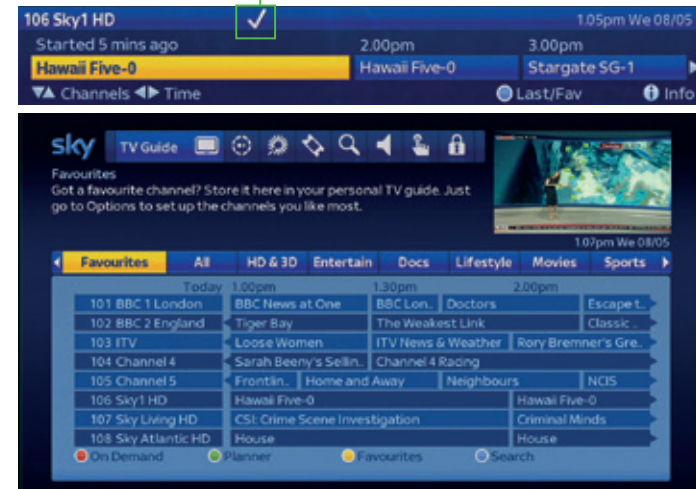 106 Sky1 HD 1.05pm We 08/05
Started 5 mins ago 2.00pm 3.00pm
Hawaii Five-0 Hawaii Five-0 Stargate SG-1
Channels Time Last/Fav i Info
sky TV Guide
Favourites
Got a favourite channel? Store it here in your personal TV guide. Just
go to Options to set up the channels you like most.
1.07pm We 08/05
Favourites All HD & 3D Entertain Docs Lifestyle Movies Sports
Today 1.00pm 1.30pm 2.00pm
101 BBC 1 London BBC News at One BBC Lon.. Doctors Escape t..
102 BBC 2 England Tiger Bay The Weakest Link Classic ..
103 ITV Loose Women ITV News & Weather Rory Bremner's Gre..
104 Channel 4 Sarah Beeny's Sellin.. Channel 4 Racing
105 Channel 5 Frontlin.. Home and Away Neighbours NCIS
106 Sky1 HD Hawaii Five-0 Hawaii Five-0
107 Sky Living HD CSI: Crime Scene Investigation Criminal Minds
108 Sky Atlantic HD House House
On Demand Planner Favourites Search